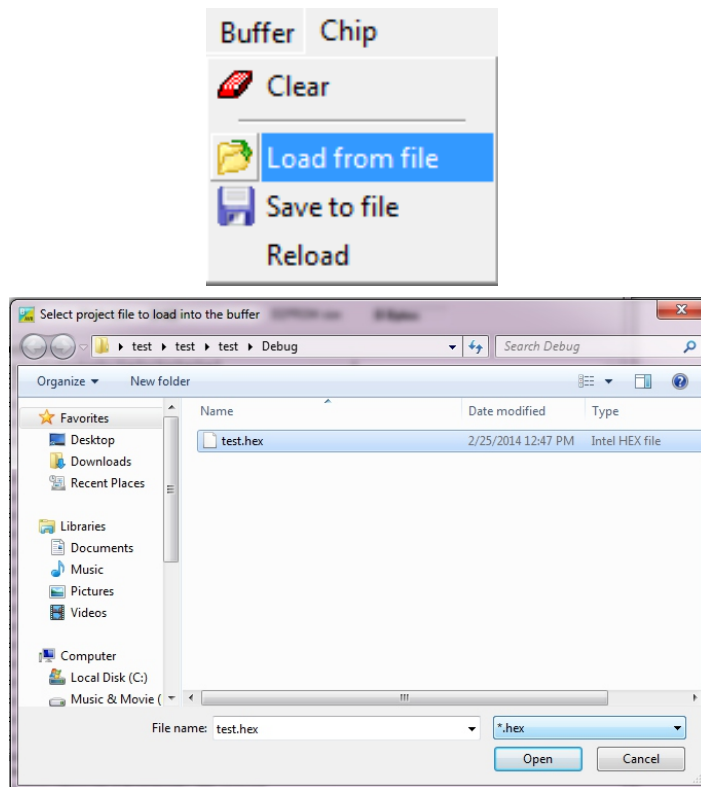 Buffer Chip
Clear
Load from file
Save to file
Reload
Select project file to load into the buffer
test test test Debug
Search Debug
Organize New folder
Name Date modified Type
test.hex 2/25/2014 12:47 PM Intel HEX file
Favorites
Desktop
Downloads
Recent Places
Libraries
Documents
Music
Pictures
Videos
Computer
Local Disk (C:)
Music & Movie (
File name: test.hex *.hex
Open Cancel